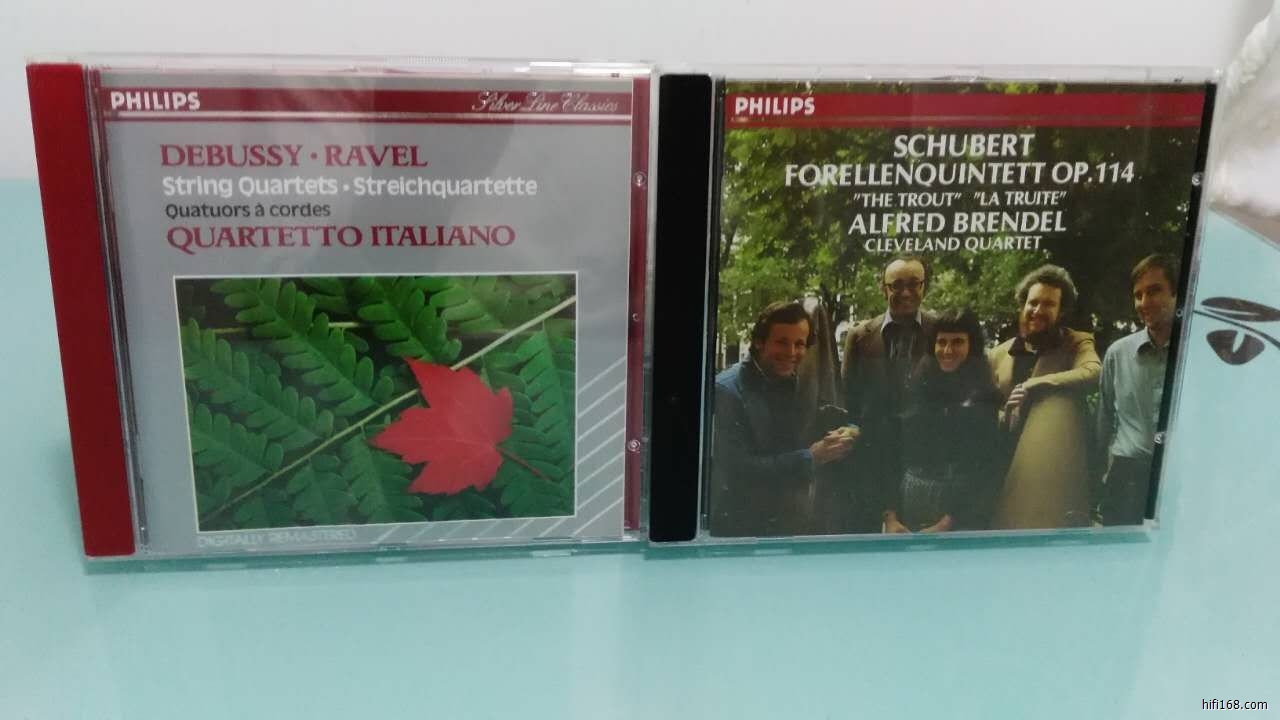 PHILIPS
Silver Line Classics
DEBUSSY · RAVEL
String Quartets · Streichquartette
Quatuors à cordes
QUARTETTO ITALIANO
DIGITALLY REMASTERED
PHILIPS
SCHUBERT
FORELLENQUINTETT OP.114
"THE TROUT" "LA TRUITE"
ALFRED BRENDEL
CLEVELAND QUARTET
hifi168.com